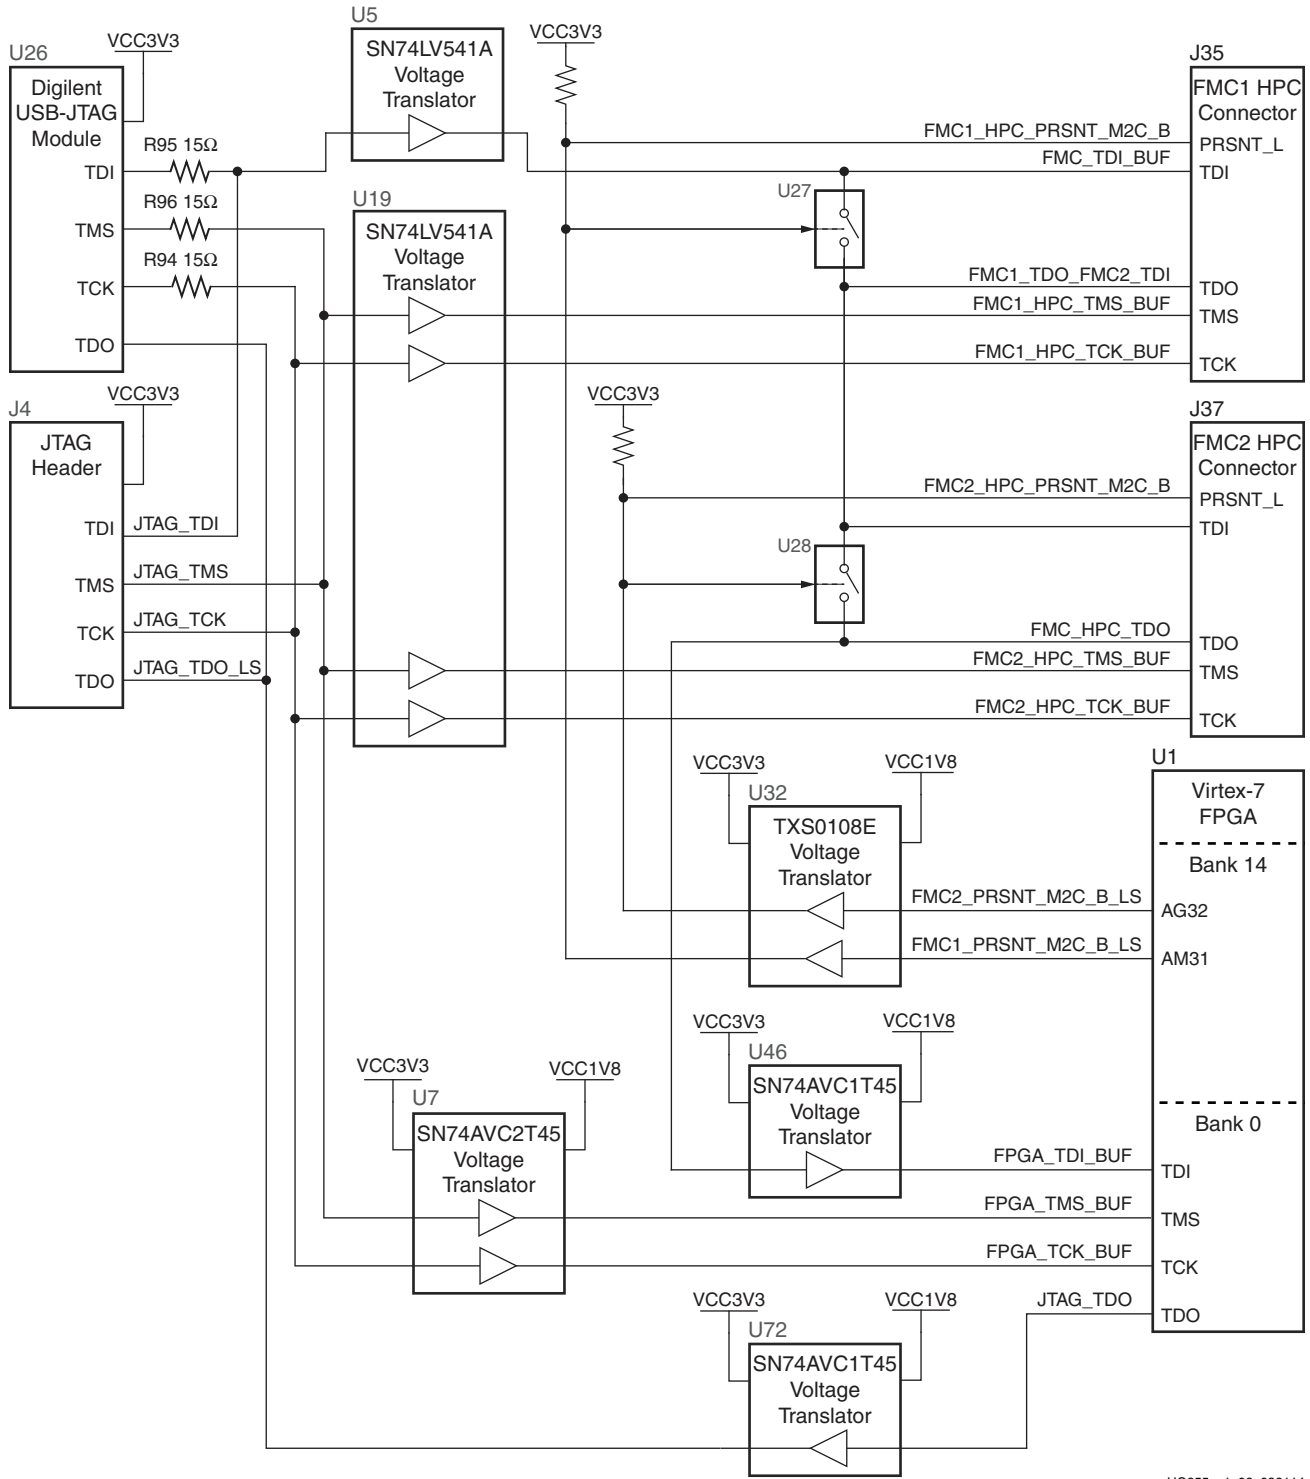 U26
VCC3V3
Digilent
USB-JTAG
Module
TDI
TMS
TCK
TDO
R95 15Ω
R96 15Ω
R94 15Ω
J4
VCC3V3
JTAG
Header
TDI
TMS
TCK
TDO
JTAG_TDI
JTAG_TMS
JTAG_TCK
JTAG_TDO_LS
U5
SN74LV541A
Voltage
Translator
U19
SN74LV541A
Voltage
Translator
VCC3V3
U27
VCC3V3
U28
FMC1_HPC_PRSNT_M2C_B
FMC_TDI_BUF
FMC1_TDO_FMC2_TDI
FMC1_HPC_TMS_BUF
FMC1_HPC_TCK_BUF
J35
FMC1 HPC
Connector
PRSNT_L
TDI
TDO
TMS
TCK
FMC2_HPC_PRSNT_M2C_B
FMC_HPC_TDO
FMC2_HPC_TMS_BUF
FMC2_HPC_TCK_BUF
J37
FMC2 HPC
Connector
PRSNT_L
TDI
TDO
TMS
TCK
VCC3V3
VCC1V8
U32
TXS0108E
Voltage
Translator
FMC2_PRSNT_M2C_B_LS
FMC1_PRSNT_M2C_B_LS
U1
Virtex-7
FPGA
Bank 14
AG32
AM31
Bank 0
TDI
TMS
TCK
TDO
VCC3V3
VCC1V8
U46
SN74AVC1T45
Voltage
Translator
FPGA_TDI_BUF
VCC3V3
VCC1V8
U7
SN74AVC2T45
Voltage
Translator
FPGA_TMS_BUF
FPGA_TCK_BUF
VCC3V3
VCC1V8
U72
SN74AVC1T45
Voltage
Translator
JTAG_TDO